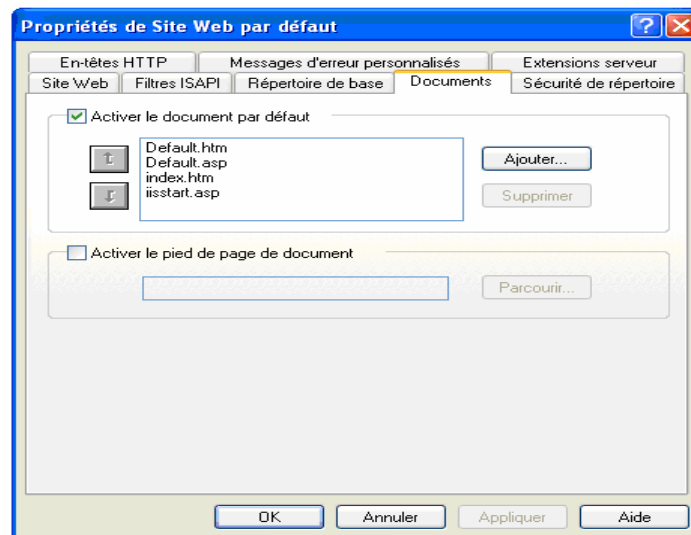 Propriétés de Site Web par défaut
En-têtes HTTP Messages d'erreur personnalisés Extensions serveur
Site Web Filtres ISAPI Répertoire de base Documents Sécurité de répertoire
Activer le document par défaut
Default.htm
Default.asp
index.htm
iisstart.asp
Ajouter...
Supprimer
Activer le pied de page de document
Parcourir...
OK Annuler Appliquer Aide